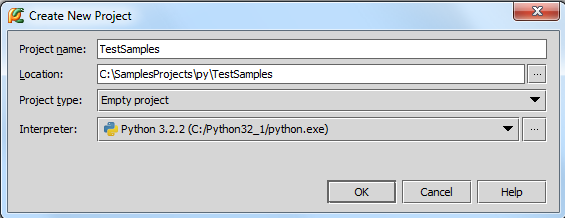 Create New Project
Project name: TestSamples
Location: C:\SamplesProjects\py\TestSamples ...
Project type: Empty project
Interpreter: Python 3.2.2 (C:/Python32_1/python.exe) ...
OK Cancel Help